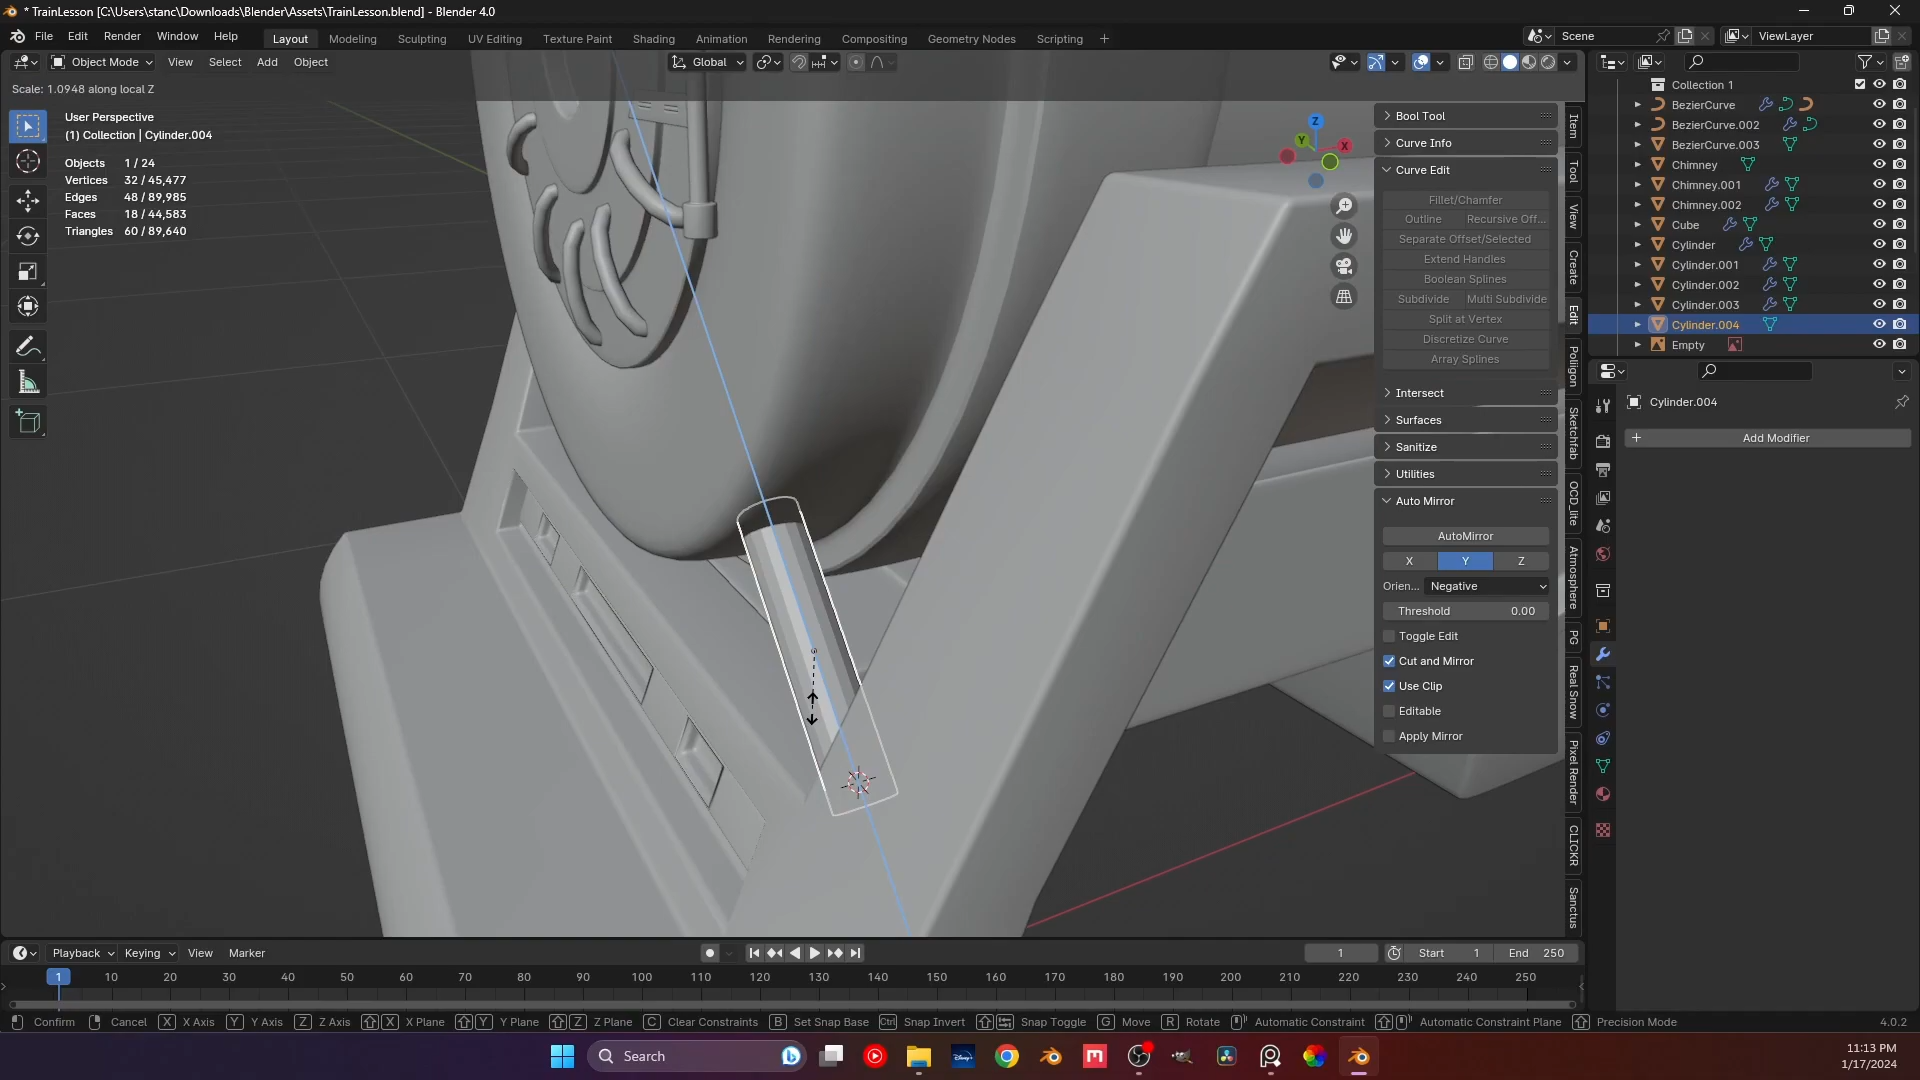 * TrainLesson [C:\Users\stanc\Downloads\Blender\Assets\TrainLesson.blend] - Blender 4.0
File Edit Render Window Help Layout Modeling Sculpting UV Editing Texture Paint Shading Animation Rendering Compositing Geometry Nodes Scripting + Scene ViewLayer
Object Mode View Select Add Object Global
Scale: 1.0948 along local Z
User Perspective
(1) Collection | Cylinder.004
Objects 1 / 24
Vertices 32 / 45,477
Edges 48 / 89,985
Faces 18 / 44,583
Triangles 60 / 89,640
Z
Y
X
Bool Tool
Curve Info
Curve Edit
Fillet/Chamfer
Outline Recursive Off...
Separate Offset/Selected
Extend Handles
Boolean Splines
Subdivide Multi Subdivide
Split at Vertex
Discretize Curve
Array Splines
Intersect
Surfaces
Sanitize
Utilities
Auto Mirror
AutoMirror
X Y Z
Orien... Negative
Threshold 0.00
Toggle Edit
Cut and Mirror
Use Clip
Editable
Apply Mirror
Item
Tool
View
Create
Edit
Poliigon
Sketchfab
OCD_lite
Atmosphere
PG
Real Snow
Pixel Render
CLICKR
Sanctus
Collection 1
BezierCurve
BezierCurve.002
BezierCurve.003
Chimney
Chimney.001
Chimney.002
Cube
Cylinder
Cylinder.001
Cylinder.002
Cylinder.003
Cylinder.004
Empty
Cylinder.004
+ Add Modifier
Playback Keying View Marker 1 Start 1 End 250
1 10 20 30 40 50 60 70 80 90 100 110 120 130 140 150 160 170 180 190 200 210 220 230 240 250
Confirm Cancel X X Axis Y Y Axis Z Z Axis X X Plane Y Y Plane Z Z Plane C Clear Constraints B Set Snap Base Ctrl Snap Invert Snap Toggle G Move R Rotate Automatic Constraint Automatic Constraint Plane Precision Mode 4.0.2
Search
Disney+
11:13 PM
1/17/2024